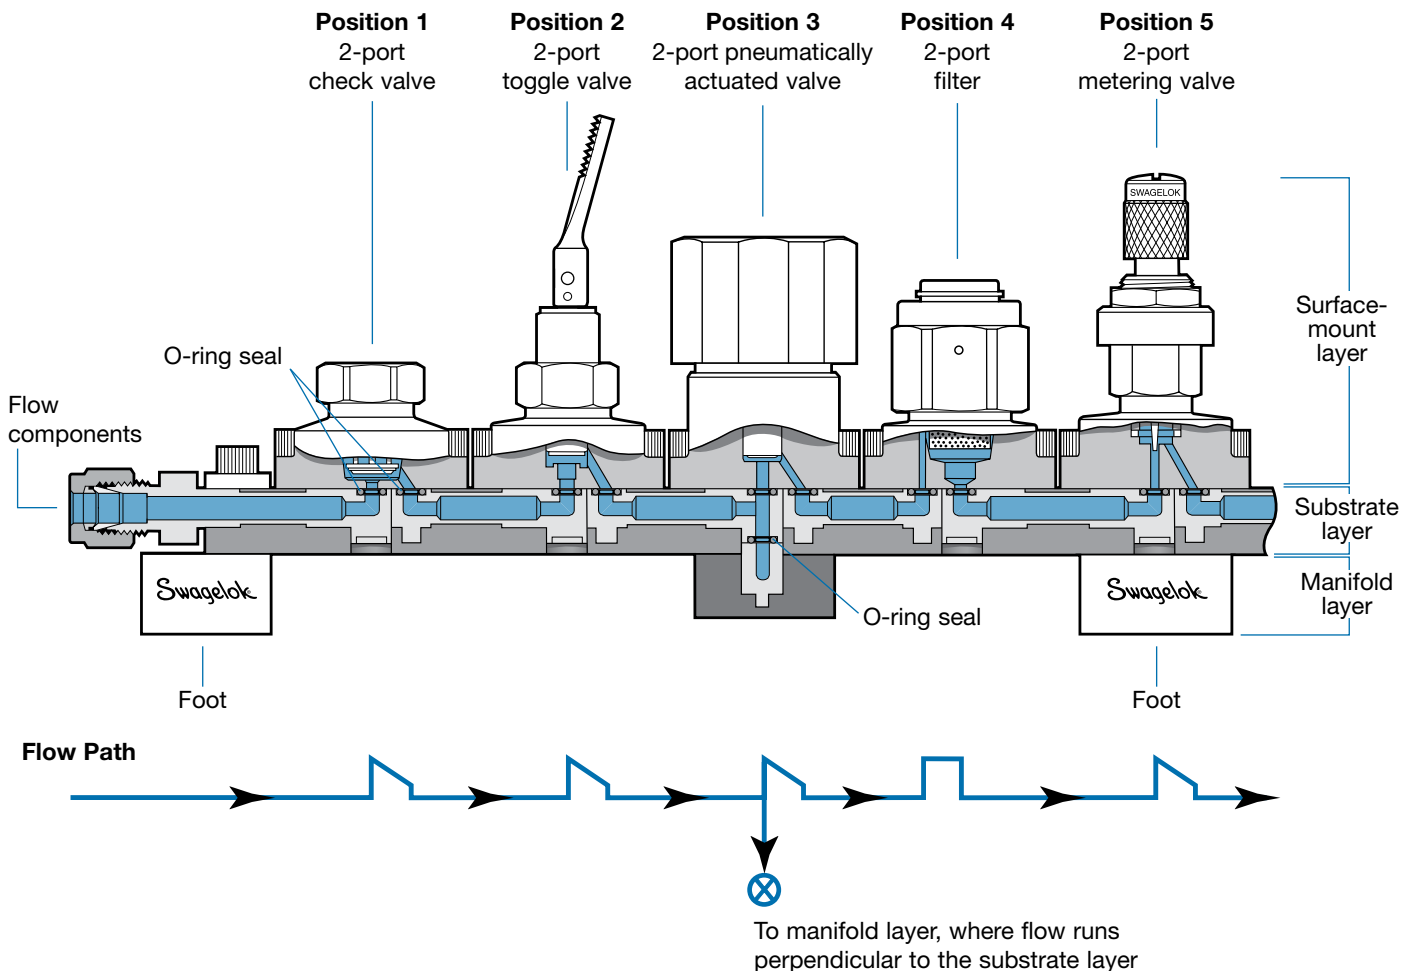 Position 1
2-port
check valve
Position 2
2-port
toggle valve
Position 3
2-port pneumatically
actuated valve
Position 4
2-port
filter
Position 5
2-port
metering valve
SWAGELOK
Surface-
mount
layer
O-ring seal
Flow
components
Substrate
layer
Manifold
layer
Swagelok
Swagelok
O-ring seal
Foot
Foot
Flow Path
To manifold layer, where flow runs
perpendicular to the substrate layer